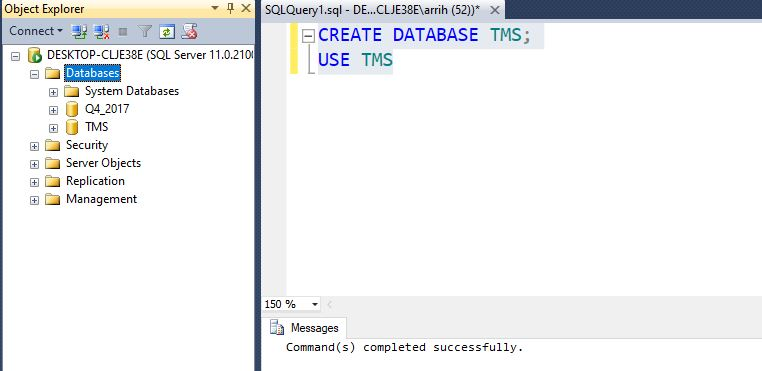 Object Explorer
Connect
DESKTOP-CLJE38E (SQL Server 11.0.2100
Databases
System Databases
Q4_2017
TMS
Security
Server Objects
Replication
Management
SQLQuery1.sql - DE...CLJE38E\arrih (52))*
CREATE DATABASE TMS;
USE TMS
150 %
Messages
Command(s) completed successfully.